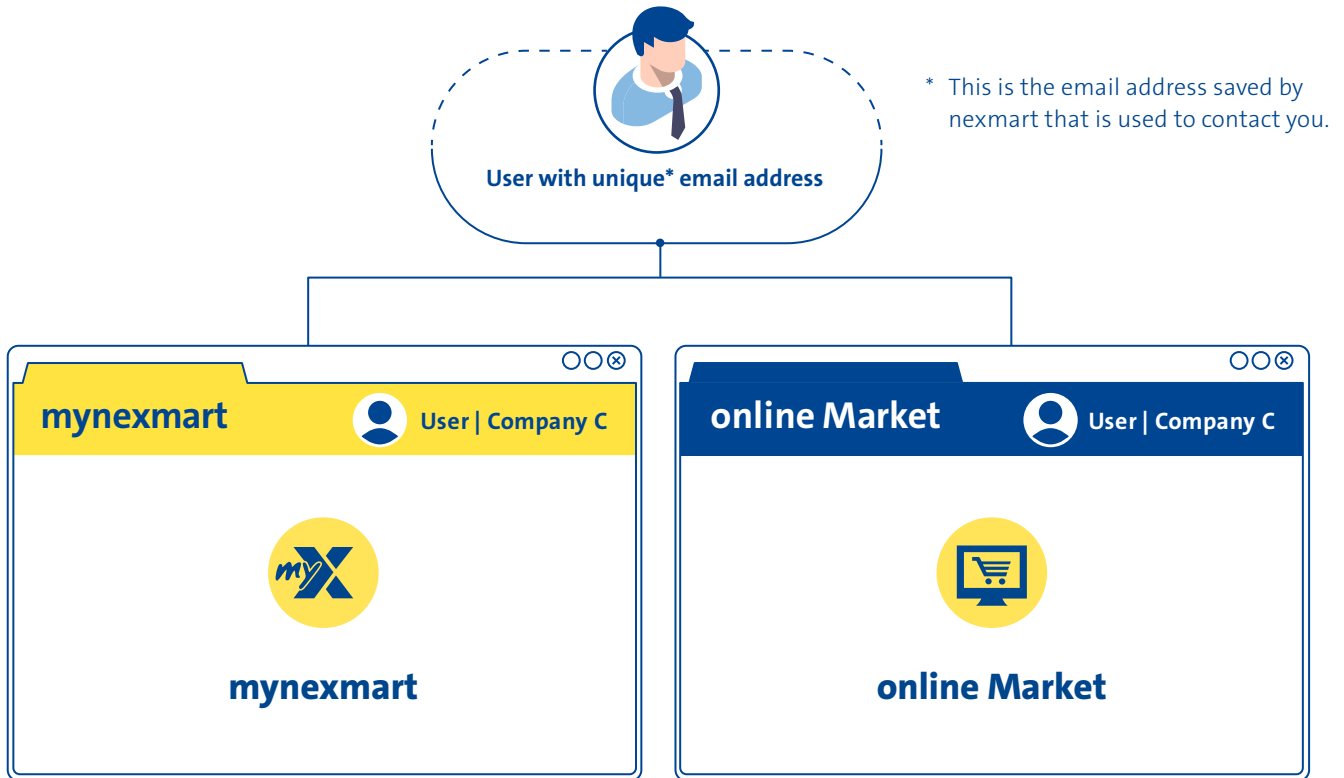 * This is the email address saved by
nexmart that is used to contact you.
User with unique* email address
mynexmart
User | Company C
online Market
User | Company C
myX
mynexmart
online Market